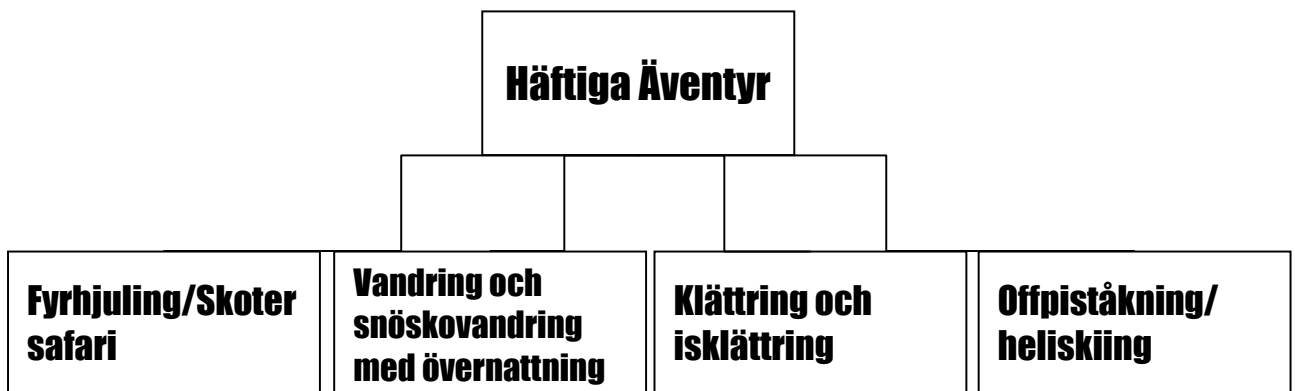 Häftiga Äventyr
Fyrhjuling/Skoter
safari
Vandring och
snöskovandring
med övernattning
Klättring och
isklättring
Offpiståkning/
heliskiing